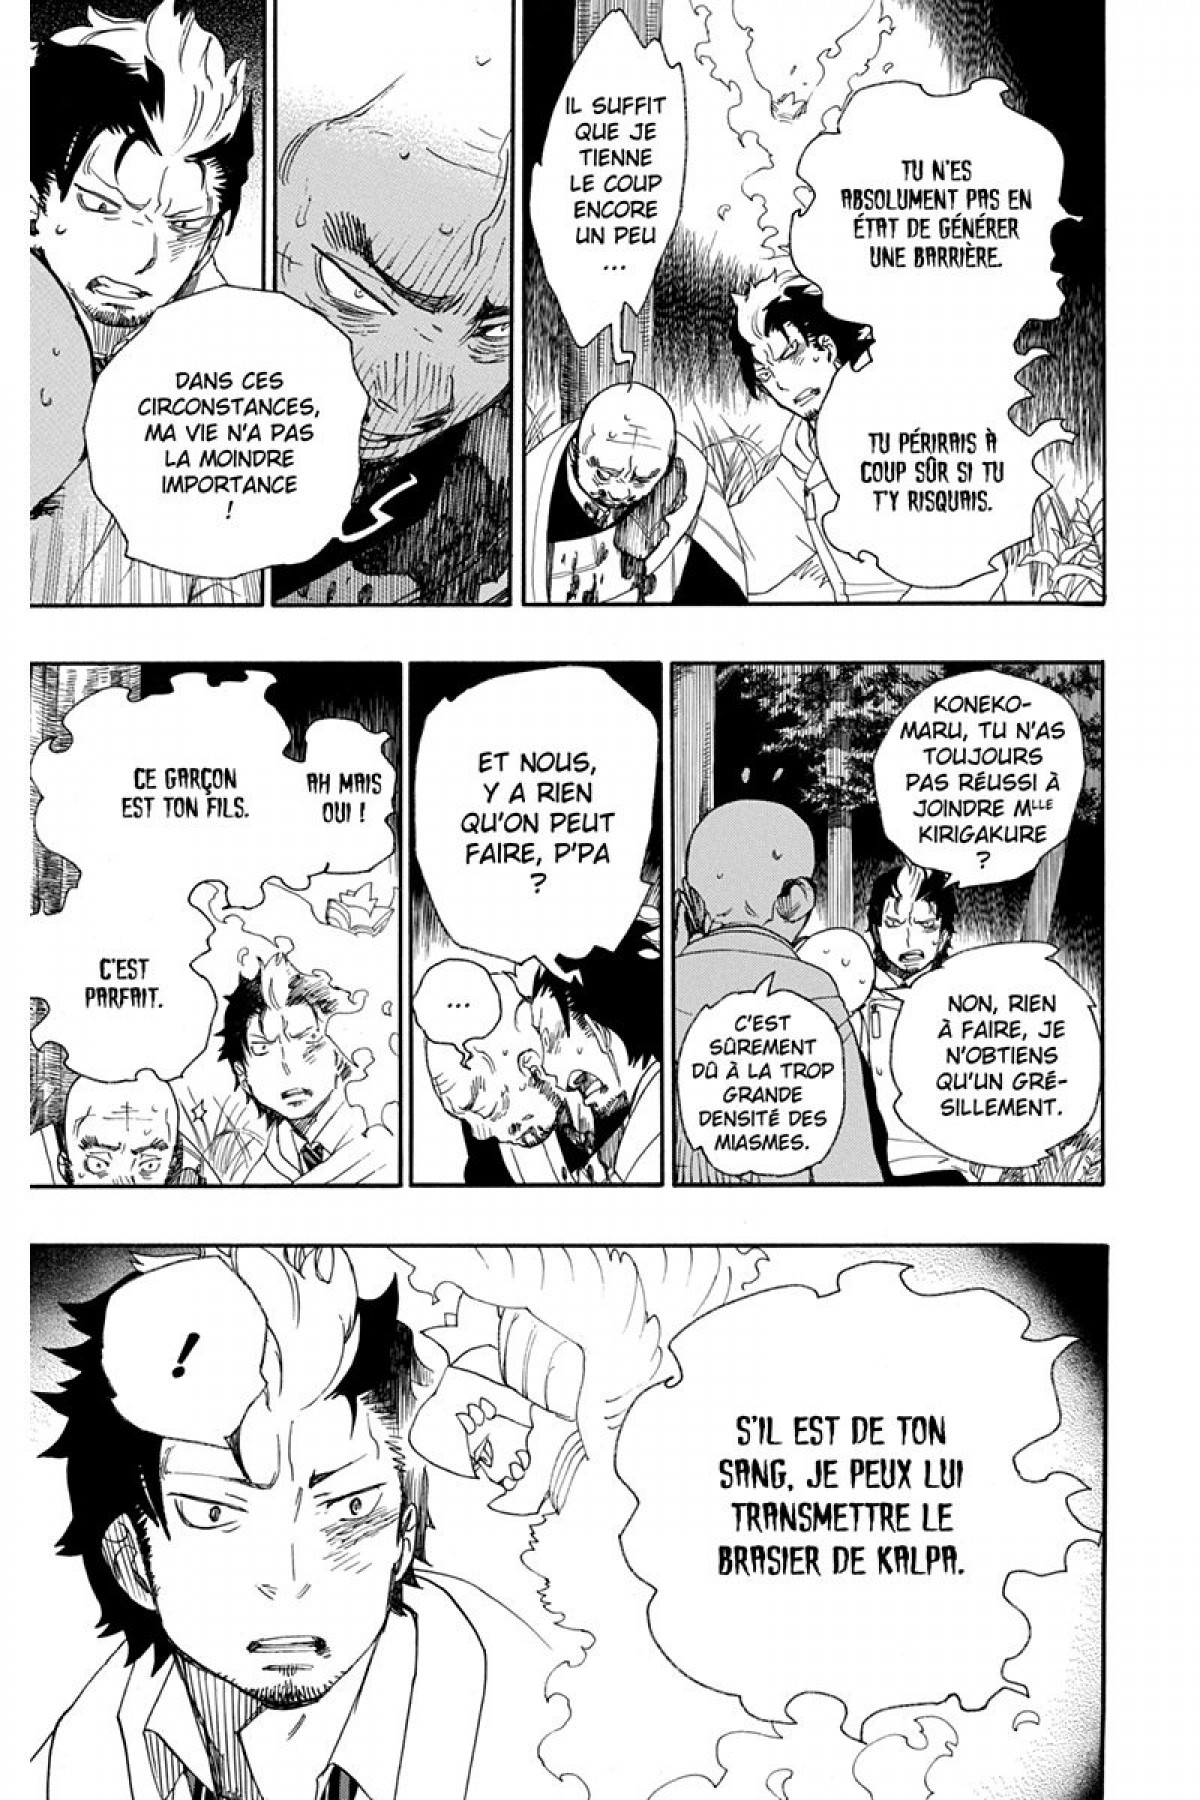 TU N'ES
ABSOLUMENT PAS EN
ÉTAT DE GÉNÉRER
UNE BARRIÈRE.
TU PÉRIRAIS À
COUP SÛR SI TU
T'Y RISQUAIS.
IL SUFFIT
QUE JE
TIENNE
LE COUP
ENCORE
UN PEU
...
DANS CES
CIRCONSTANCES,
MA VIE N'A PAS
LA MOINDRE
IMPORTANCE
!
KONEKO-
MARU, TU N'AS
TOUJOURS
PAS RÉUSSI À
JOINDRE MLLE
KIRIGAKURE
?
NON, RIEN
À FAIRE, JE
N'OBTIENS
QU'UN GRÉ-
SILLEMENT.
C'EST
SÛREMENT
DÛ À LA TROP
GRANDE
DENSITÉ DES
MIASMES.
ET NOUS,
Y A RIEN
QU'ON PEUT
FAIRE, P'PA
?
...
AH MAIS
OUI !
CE GARÇON
EST TON FILS.
C'EST
PARFAIT.
S'IL EST DE TON
SANG, JE PEUX LUI
TRANSMETTRE LE
BRASIER DE KALPA.
!